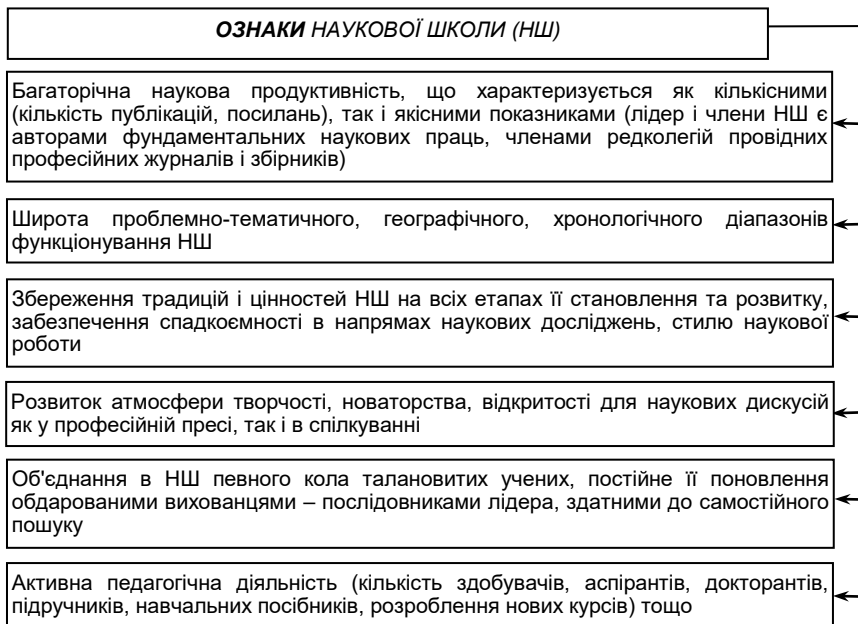 ОЗНАКИ НАУКОВОЇ ШКОЛИ (НШ)
Багаторічна наукова продуктивність, що характеризується як кількісними
(кількість публікацій, посилань), так і якісними показниками (лідер і члени НШ є
авторами фундаментальних наукових праць, членами редколегій провідних
професійних журналів і збірників)
Широта проблемно-тематичного, географічного, хронологічного діапазонів
функціонування НШ
Збереження традицій і цінностей НШ на всіх етапах її становлення та розвитку,
забезпечення спадкоємності в напрямах наукових досліджень, стилю наукової
роботи
Розвиток атмосфери творчості, новаторства, відкритості для наукових дискусій
як у професійній пресі, так і в спілкуванні
Об'єднання в НШ певного кола талановитих учених, постійне її поновлення
обдарованими вихованцями – послідовниками лідера, здатними до самостійного
пошуку
Активна педагогічна діяльність (кількість здобувачів, аспірантів, докторантів,
підручників, навчальних посібників, розроблення нових курсів) тощо